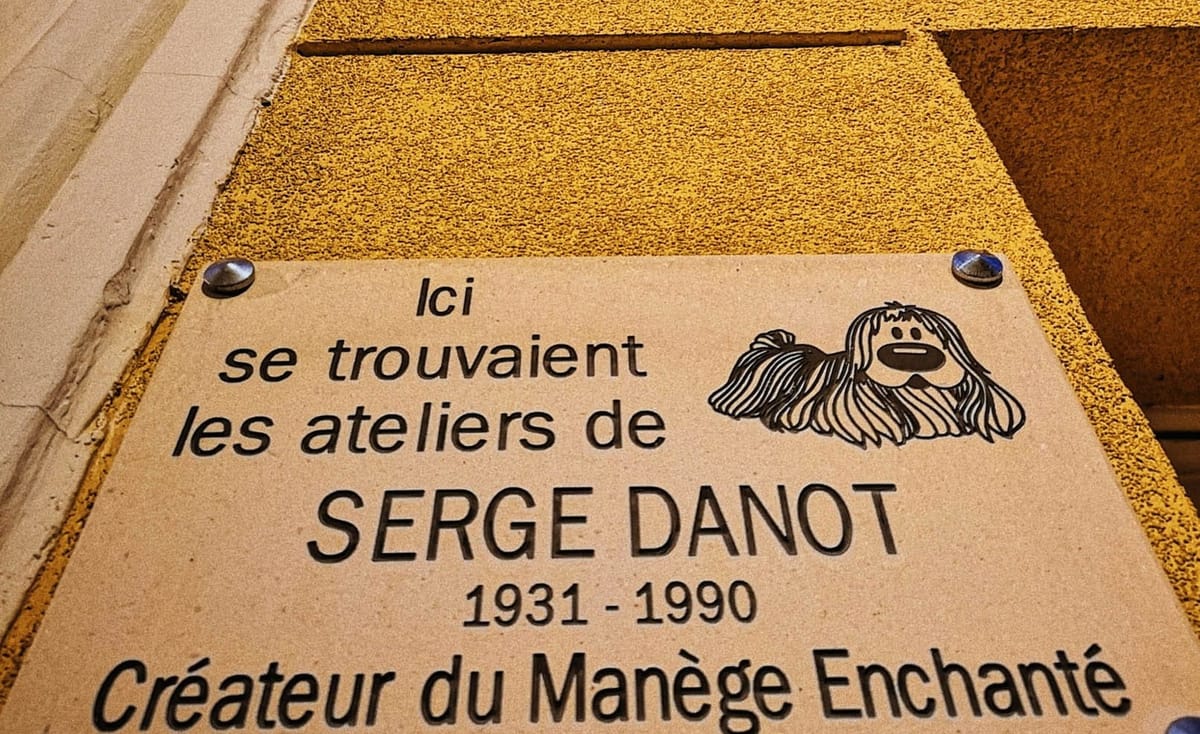 Ici
se trouvaient
les ateliers de
SERGE DANOT
1931 - 1990
Créateur du Manège Enchanté